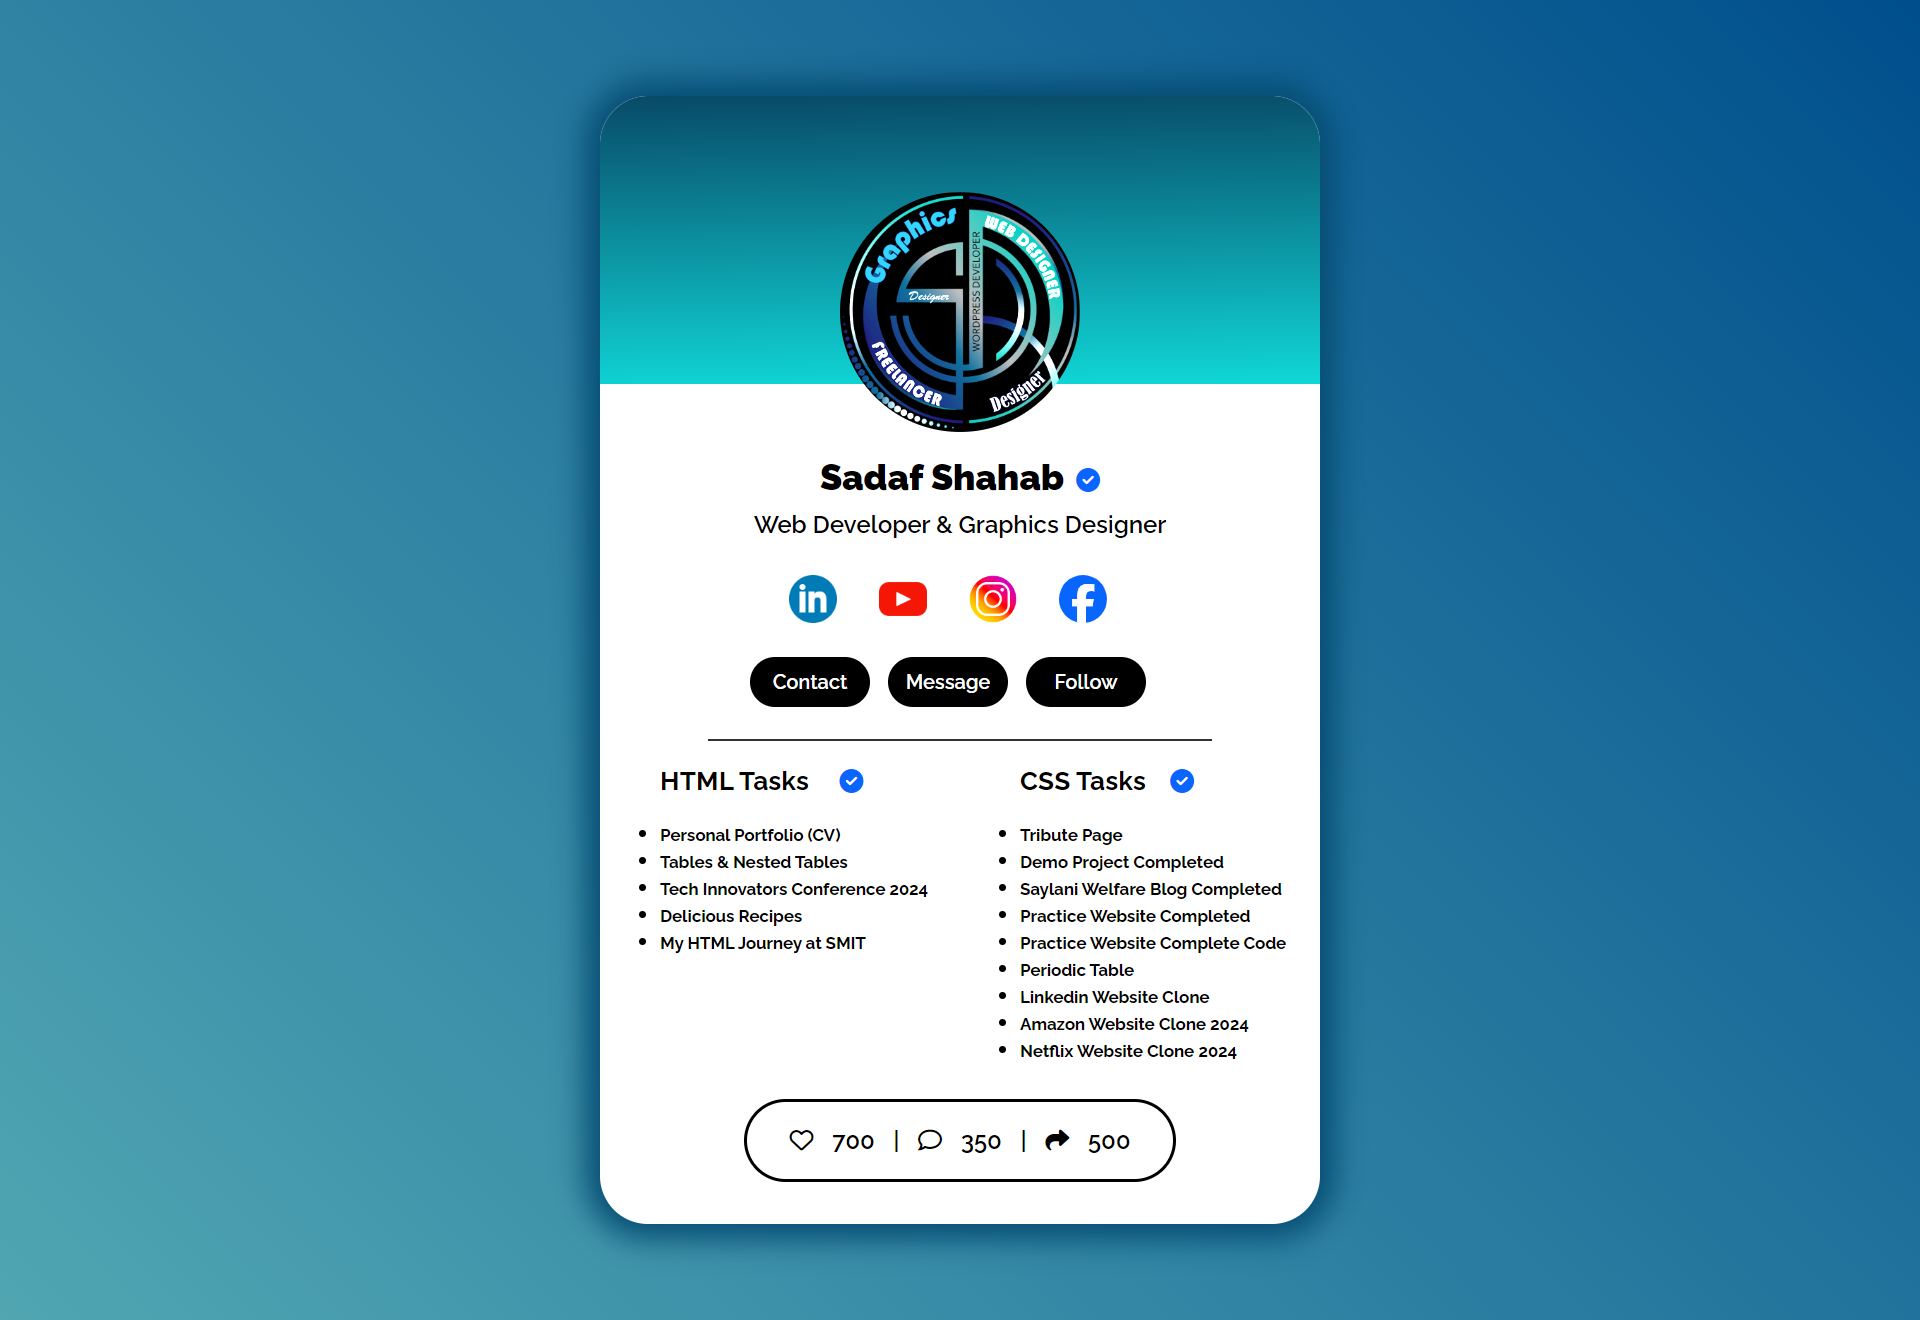 Graphics
WEB DESIGNER
WORDPRESS DEVELOPER
Designer
FREELANCER
Designer
Sadaf Shahab
Web Developer & Graphics Designer
in
Contact
Message
Follow
HTML Tasks
Personal Portfolio (CV)
Tables & Nested Tables
Tech Innovators Conference 2024
Delicious Recipes
My HTML Journey at SMIT
CSS Tasks
Tribute Page
Demo Project Completed
Saylani Welfare Blog Completed
Practice Website Completed
Practice Website Complete Code
Periodic Table
Linkedin Website Clone
Amazon Website Clone 2024
Netflix Website Clone 2024
700 | 350 | 500